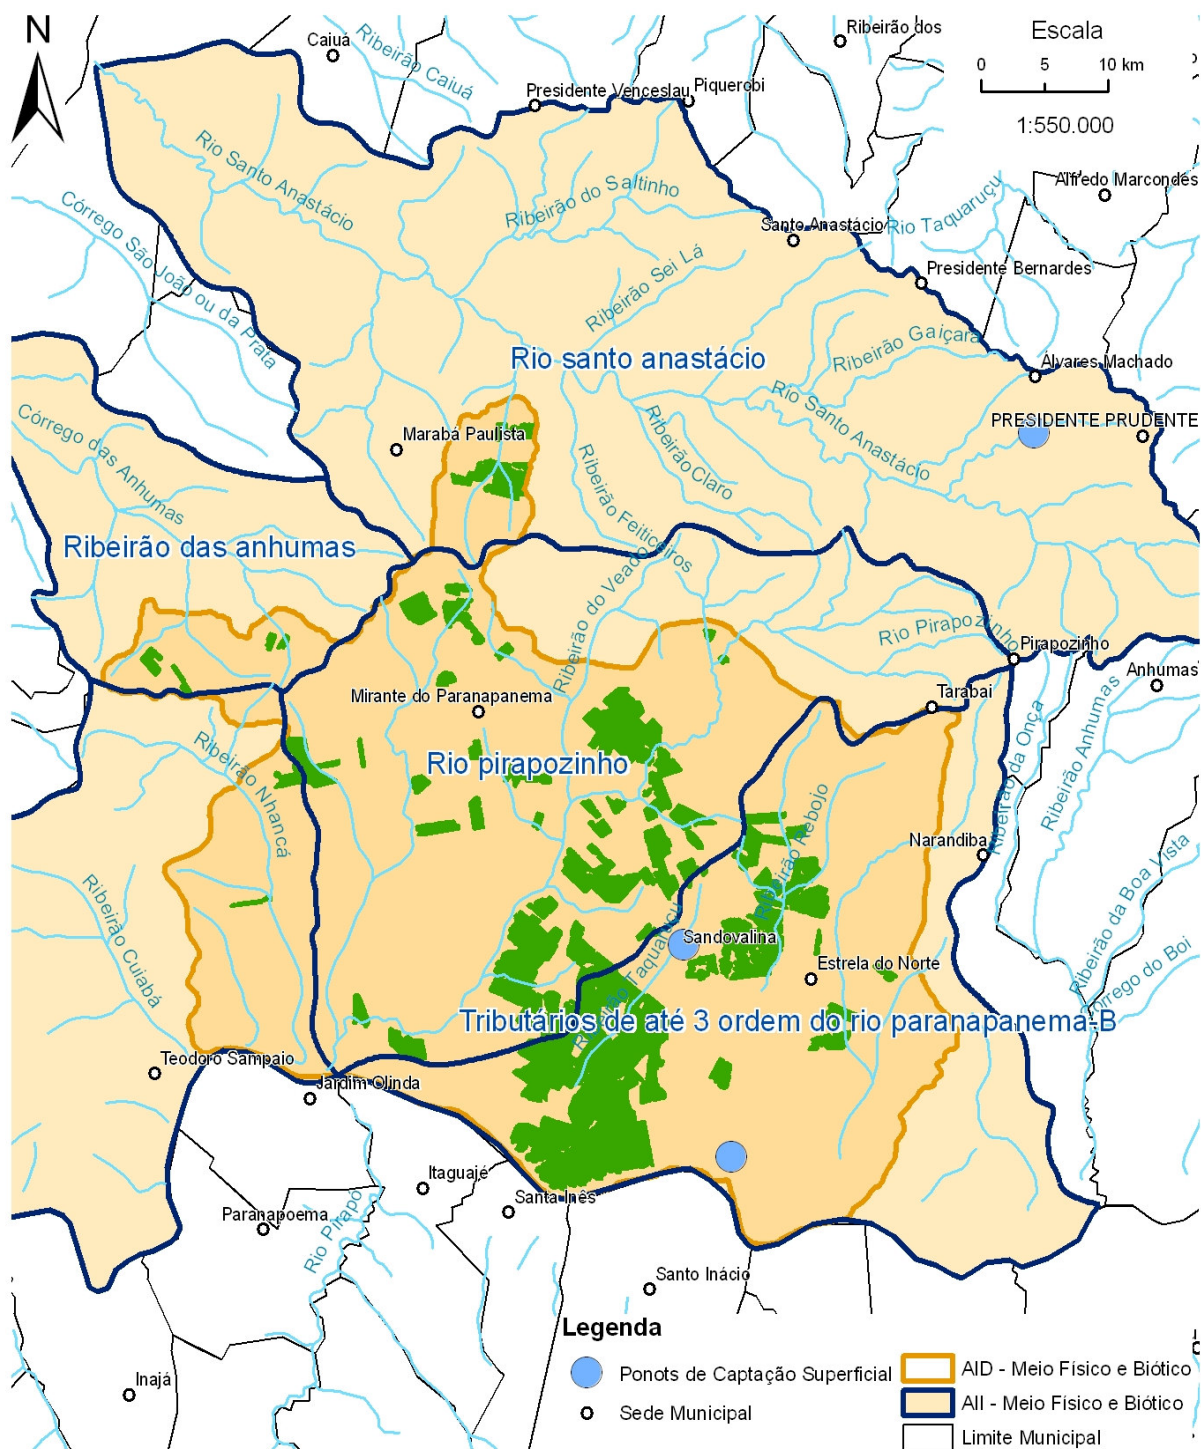 N
Caiuá
Ribeirão Caiuá
Ribeirão dos
Escala
0 5 10 km
1:550.000
Presidente Venceslau
Piquerobi
Rio Santo Anastácio
Ribeirão do Saltinho
Alfredo Marcondes
Córrego São João ou da Prata
Santo Anastácio
Rio Taquaruçu
Ribeirão Sei Lá
Presidente Bernardes
Ribeirão Gaiçara
Rio santo anastácio
Álvares Machado
Rio Santo Anastácio
PRESIDENTE PRUDENTE
Córrego das Anhumas
Marabá Paulista
Ribeirão Claro
Ribeirão Feiticeiros
Ribeirão das anhumas
Ribeirão do Veado
Rio Pirapozinho
Pirapozinho
Anhumas
Mirante do Paranapanema
Tarabai
Ribeirão da Onça
Ribeirão Anhumas
Ribeirão Nhancá
Rio pirapozinho
Ribeirão Rebojo
Narandiba
Ribeirão da Boa Vista
Ribeirão Cuiabá
Sandovalina
Ribeirão Taquaruçu
Estrela do Norte
Córrego do Boi
Tributários de até 3 ordem do rio paranapanema-B
Teodoro Sampaio
Jardim Olinda
Itaguajé
Santa Inês
Paranapoema
Rio Pirapó
Santo Inácio
Inajá
Legenda
Ponots de Captação Superficial
Sede Municipal
AID - Meio Físico e Biótico
AII - Meio Físico e Biótico
Limite Municipal